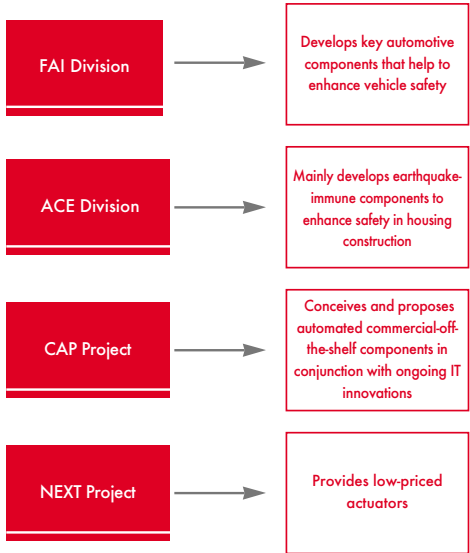 FAI Division
Develops key automotive
components that help to
enhance vehicle safety
ACE Division
Mainly develops earthquake-
immune components to
enhance safety in housing
construction
CAP Project
Conceives and proposes
automated commercial-off-
the-shelf components in
conjunction with ongoing IT
innovations
NEXT Project
Provides low-priced
actuators